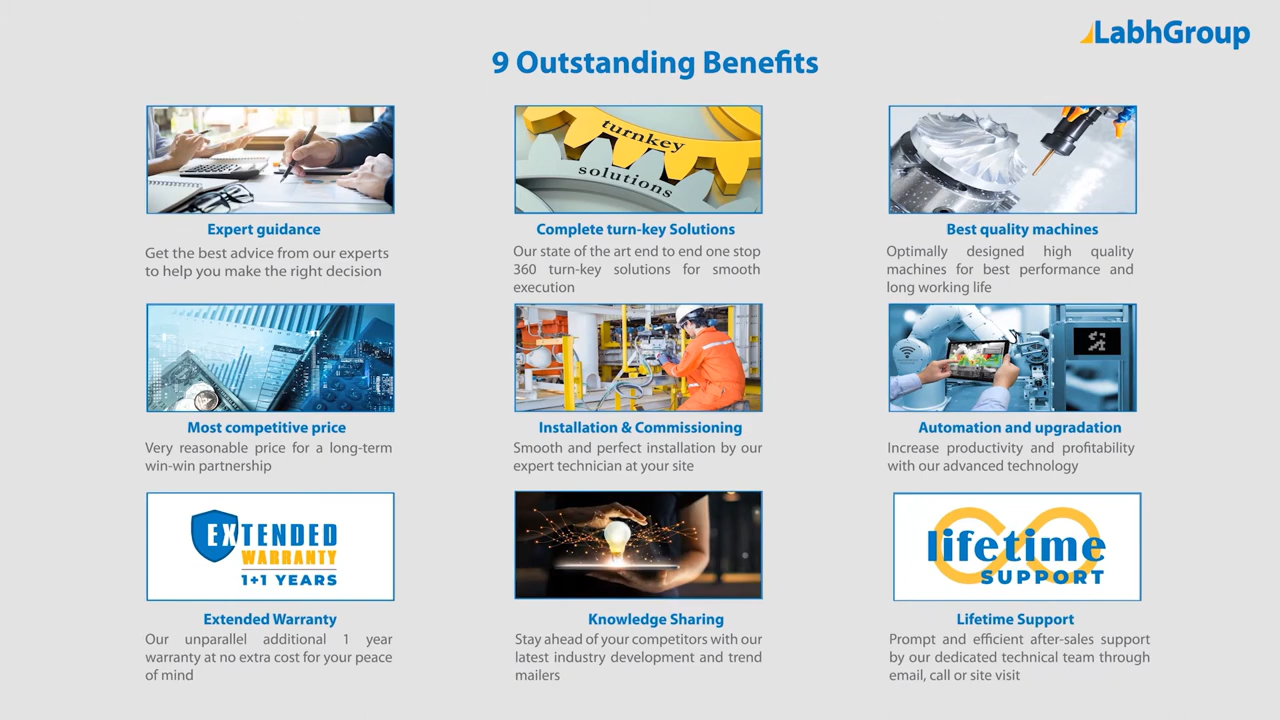 LabhGroup
9 Outstanding Benefits
turnkey
solutions
Expert guidance
Get the best advice from our experts
to help you make the right decision
Complete turn-key Solutions
Our state of the art end to end one stop
360 turn-key solutions for smooth
execution
Best quality machines
Optimally designed high quality
machines for best performance and
long working life
Most competitive price
Very reasonable price for a long-term
win-win partnership
Installation & Commissioning
Smooth and perfect installation by our
expert technician at your site
Automation and upgradation
Increase productivity and profitability
with our advanced technology
EXTENDED
WARRANTY
1+1 YEARS
Extended Warranty
Our unparallel additional 1 year
warranty at no extra cost for your peace
of mind
Knowledge Sharing
Stay ahead of your competitors with our
latest industry development and trend
mailers
lifetime
SUPPORT
Lifetime Support
Prompt and efficient after-sales support
by our dedicated technical team through
email, call or site visit